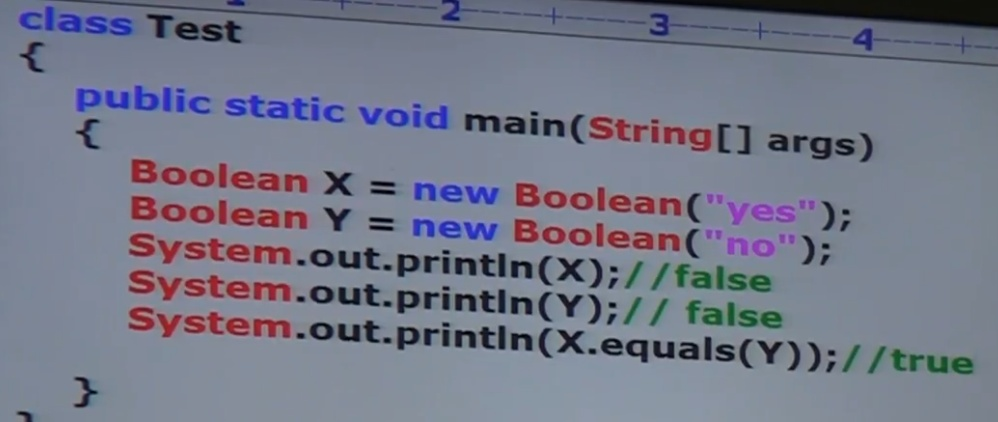 2 3 4
class Test
{
public static void main(String[] args)
{
Boolean X = new Boolean("yes");
Boolean Y = new Boolean("no");
System.out.println(X);//false
System.out.println(Y);// false
System.out.println(X.equals(Y));//true
}